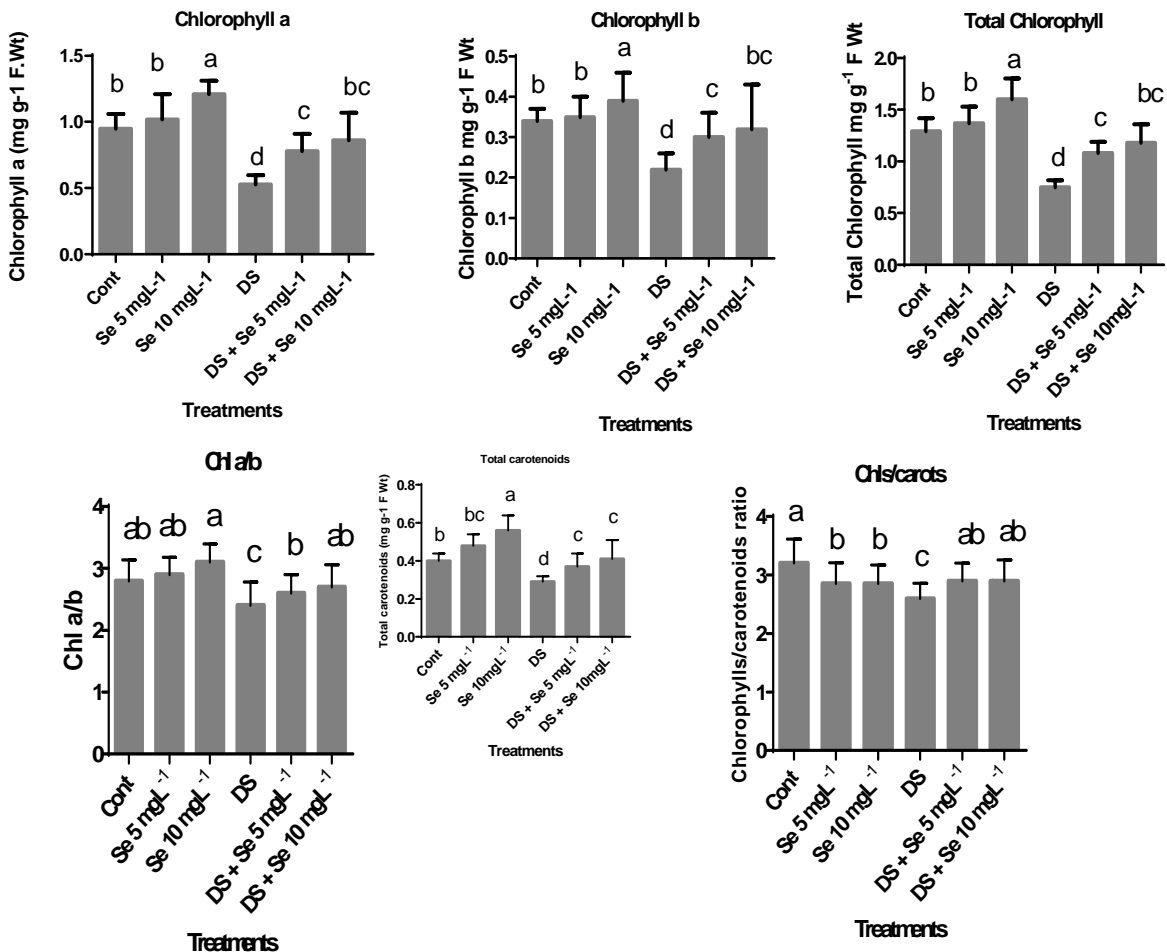 Chlorophyll a
Chlorophyll a (mg g-1 F.Wt)
1.5
1.0
0.5
0.0
b
b
a
d
c
bc
Cont
Se 5 mgL-1
Se 10 mgL-1
DS
DS + Se 5 mgL-1
DS + Se 10 mgL-1
Treatments
Chlorophyll b
Chlorophyll b mg g-1 F Wt
0.5
0.4
0.3
0.2
0.1
0.0
b
b
a
d
c
bc
Cont
Se 5 mgL-1
Se 10 mgL-1
DS
DS + Se 5 mgL-1
DS + Se 10 mgL-1
Treatments
Total Chlorophyll
Total Chlorophyll mg g⁻¹ F Wt
2.0
1.5
1.0
0.5
0.0
b
b
a
d
c
bc
Cont
Se 5 mgL-1
Se 10 mgL-1
DS
DS + Se 5 mgL-1
DS + Se 10mgL-1
Treatments
Chl a/b
Chl a/b
4
3
2
1
0
ab
ab
a
c
b
ab
Cont
Se 5 mgL⁻¹
Se 10 mgL⁻¹
DS
DS + Se 5 mgL⁻¹
DS + Se 10 mgL⁻¹
Treatments
Total carotenoids
Total carotenoids (mg g-1 F Wt)
0.8
0.6
0.4
0.2
0.0
b
bc
a
d
c
c
Cont
Se 5 mgL⁻¹
Se 10mgL⁻¹
DS
DS + Se 5 mgL⁻¹
DS + Se 10mgL⁻¹
Treatments
Chls/carots
Chlorophylls/carotenoids ratio
4
3
2
1
0
a
b
b
c
ab
ab
Cont
Se 5 mgL⁻¹
Se 10 mgL⁻¹
DS
DS + Se 5 mgL⁻¹
DS + Se 10 mgL⁻¹
Treatments